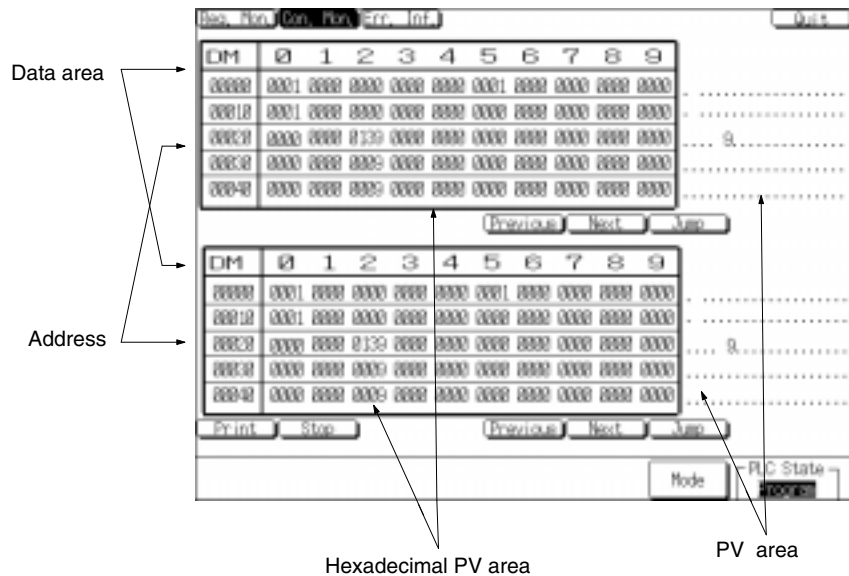 Reg. Mon. Con. Mon. Err. Inf. Quit
DM 0 1 2 3 4 5 6 7 8 9
00000 0001 0000 0000 0000 0000 0001 0000 0000 0000 0000
00010 0001 0000 0000 0000 0000 0000 0000 0000 0000 0000
00020 0000 0000 0139 0000 0000 0000 0000 0000 0000 0000 9
00030 0000 0000 0009 0000 0000 0000 0000 0000 0000 0000
00040 0000 0000 0009 0000 0000 0000 0000 0000 0000 0000
Previous Next Jump
DM 0 1 2 3 4 5 6 7 8 9
00000 0001 0000 0000 0000 0000 0001 0000 0000 0000 0000
00010 0001 0000 0000 0000 0000 0000 0000 0000 0000 0000
00020 0000 0000 0139 0000 0000 0000 0000 0000 0000 0000 9
00030 0000 0000 0009 0000 0000 0000 0000 0000 0000 0000
00040 0000 0000 0009 0000 0000 0000 0000 0000 0000 0000
Print Stop Previous Next Jump
Mode PLC State
Program
Data area
Address
Hexadecimal PV area
PV area